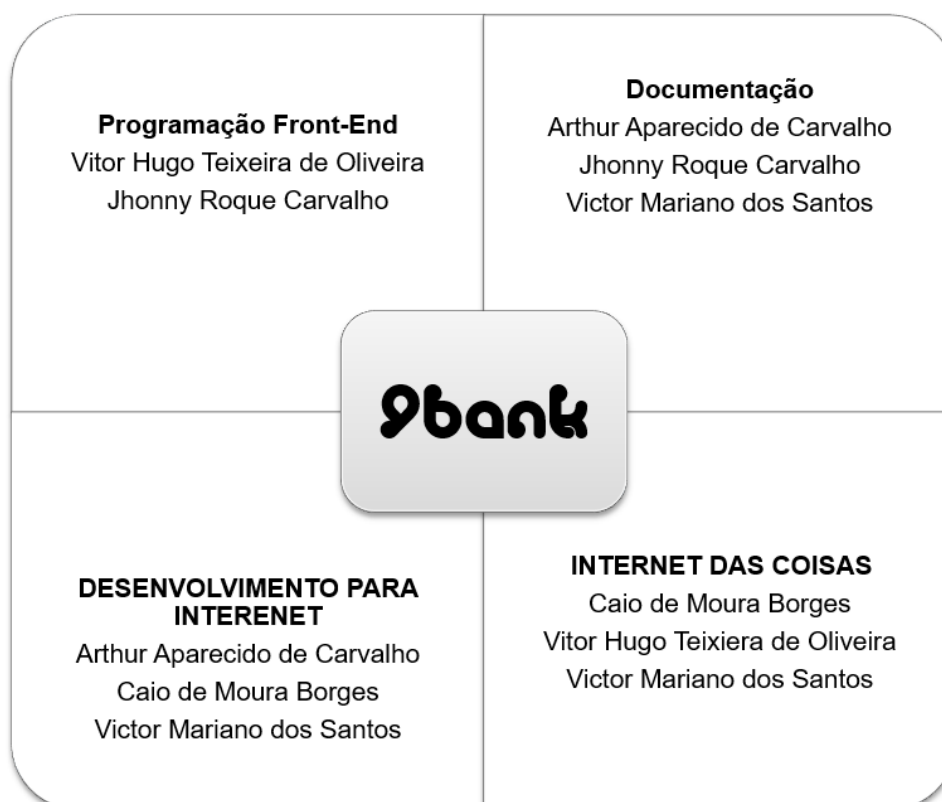 Programação Front-End
Vitor Hugo Teixeira de Oliveira
Jhonny Roque Carvalho
Documentação
Arthur Aparecido de Carvalho
Jhonny Roque Carvalho
Victor Mariano dos Santos
9bank
DESENVOLVIMENTO PARA
INTERENET
Arthur Aparecido de Carvalho
Caio de Moura Borges
Victor Mariano dos Santos
INTERNET DAS COISAS
Caio de Moura Borges
Vitor Hugo Teixiera de Oliveira
Victor Mariano dos Santos